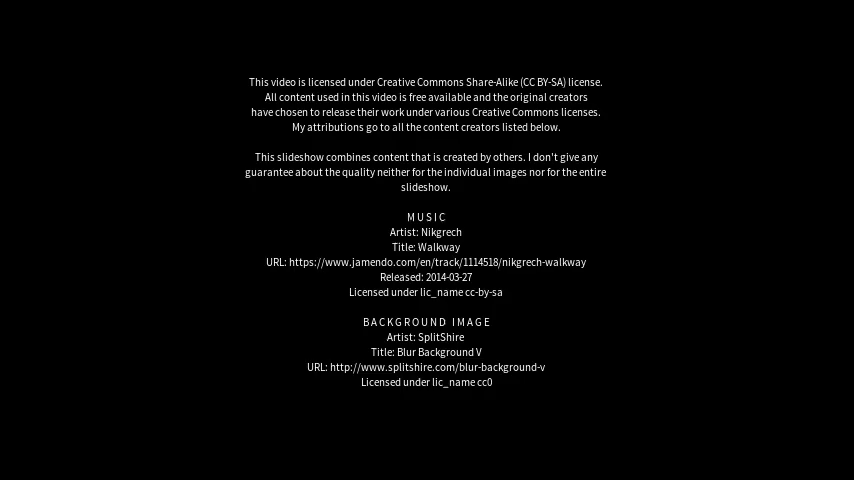 This video is licensed under Creative Commons Share-Alike (CC BY-SA) license.
All content used in this video is free available and the original creators
have chosen to release their work under various Creative Commons licenses.
My attributions go to all the content creators listed below.
This slideshow combines content that is created by others. I don't give any
guarantee about the quality neither for the individual images nor for the entire
slideshow.
MUSIC
Artist: Nikgrech
Title: Walkway
URL: https://www.jamendo.com/en/track/1114518/nikgrech-walkway
Released: 2014-03-27
Licensed under lic_name cc-by-sa
BACKGROUND IMAGE
Artist: SplitShire
Title: Blur Background V
URL: http://www.splitshire.com/blur-background-v
Licensed under lic_name cc0